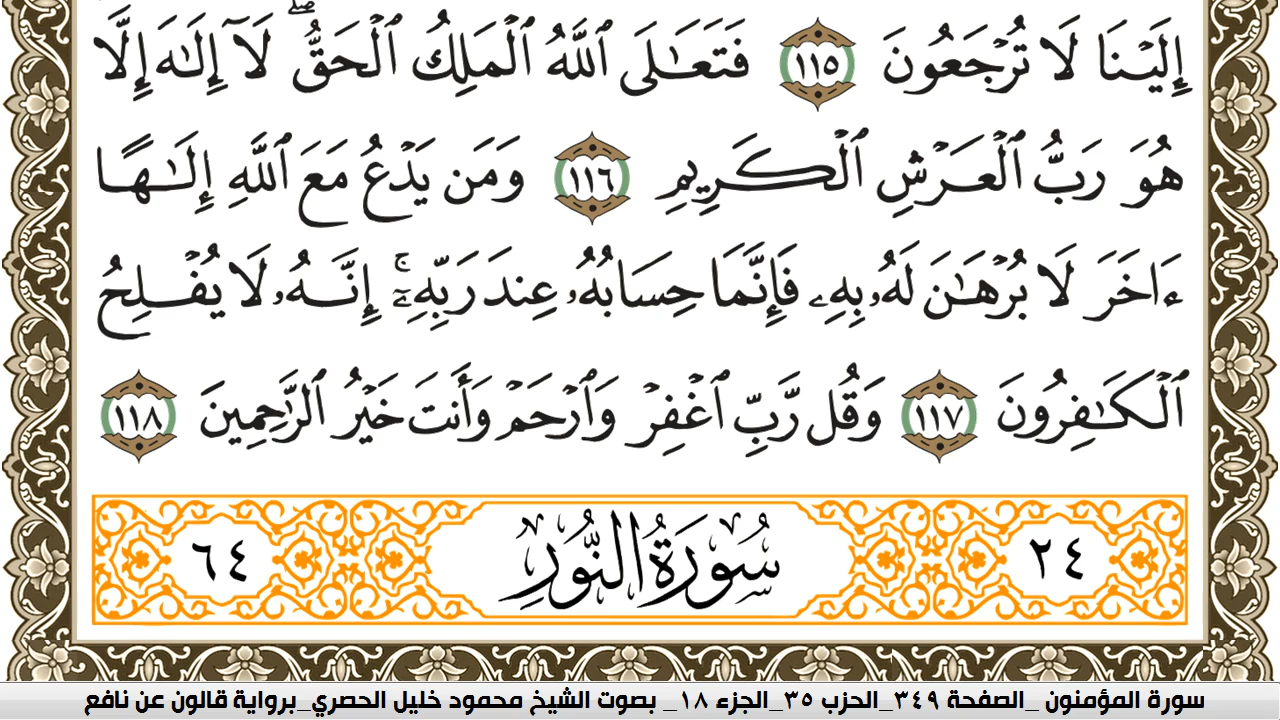 إِلَيْنَا لَا تُرْجَعُونَ ١١٥ فَتَعَٰلَى ٱللَّهُ ٱلْمَلِكُ ٱلْحَقُّۖ لَآ إِلَٰهَ إِلَّا
هُوَ رَبُّ ٱلْعَرْشِ ٱلْكَرِيمِ ١١٦ وَمَن يَدْعُ مَعَ ٱللَّهِ إِلَٰهًا
ءَاخَرَ لَا بُرْهَٰنَ لَهُۥ بِهِۦ فَإِنَّمَا حِسَابُهُۥ عِندَ رَبِّهِۦٓۚ إِنَّهُۥ لَا يُفْلِحُ
ٱلْكَٰفِرُونَ ١١٧ وَقُل رَّبِّ ٱغْفِرْ وَٱرْحَمْ وَأَنتَ خَيْرُ ٱلرَّٰحِمِينَ ١١٨
٢٤ سُورَةُ النُّورِ ٦٤
سورة المؤمنون _الصفحة ٣٤٩_الحزب ٣٥_الجزء ١٨_ بصوت الشيخ محمود خليل الحصري_برواية قالون عن نافع